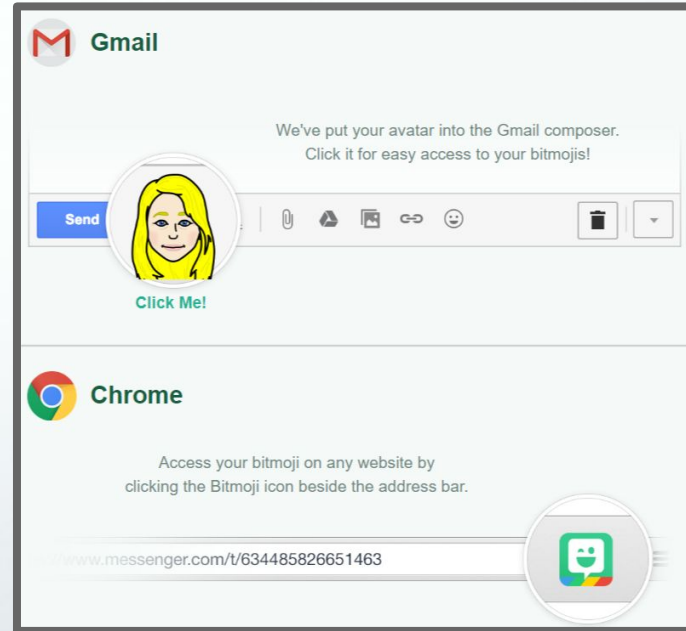 Gmail
We've put your avatar into the Gmail composer.
Click it for easy access to your bitmojis!
Send
Click Me!
Chrome
Access your bitmoji on any website by
clicking the Bitmoji icon beside the address bar.
www.messenger.com/t/634485826651463